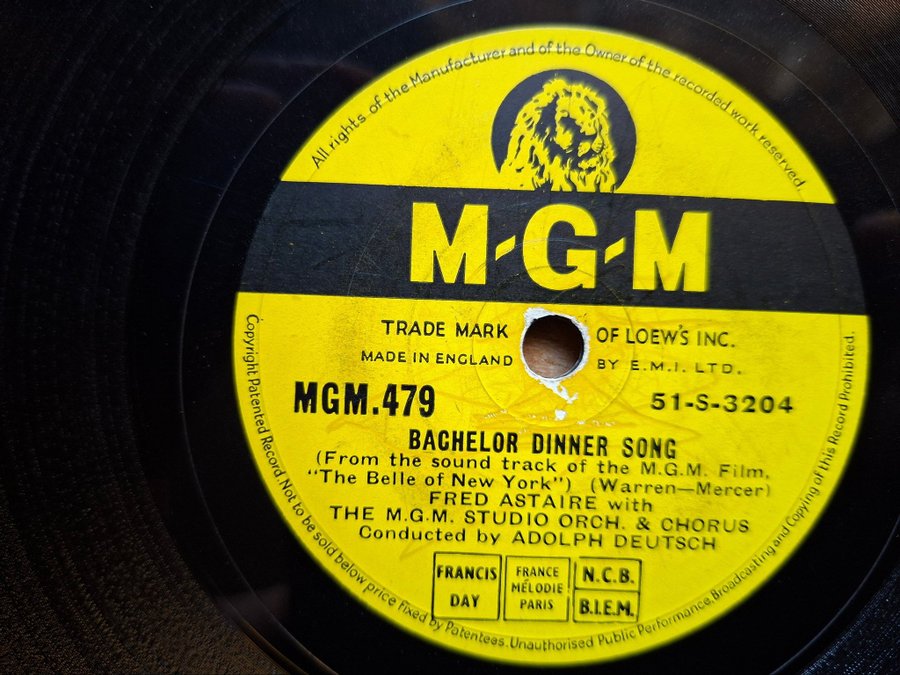 All rights of the Manufacturer and of the Owner of the recorded work reserved.
M-G-M
TRADE MARK OF LOEW'S INC.
MADE IN ENGLAND BY E.M.I. LTD.
MGM.479 51-S-3204
BACHELOR DINNER SONG
(From the sound track of the M.G.M. Film,
"The Belle of New York") (Warren—Mercer)
FRED ASTAIRE with
THE M.G.M. STUDIO ORCH. & CHORUS
Conducted by ADOLPH DEUTSCH
FRANCIS
DAY
FRANCE
MÉLODIE
PARIS
N.C.B.
B.I.E.M.
Copyright Patented Record. Not to be sold below price fixed by Patentees. Unauthorised Public Performance, Broadcasting and Copying of this Record Prohibited.